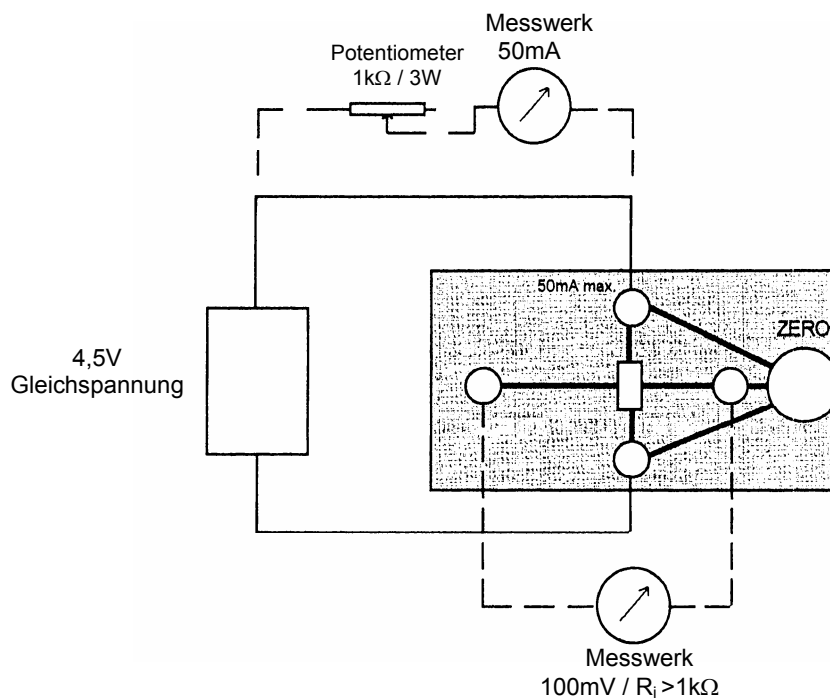 Messwerk
50mA
Potentiometer
1kΩ / 3W
50mA max.
ZERO
4,5V
Gleichspannung
Messwerk
100mV / Ri >1kΩ